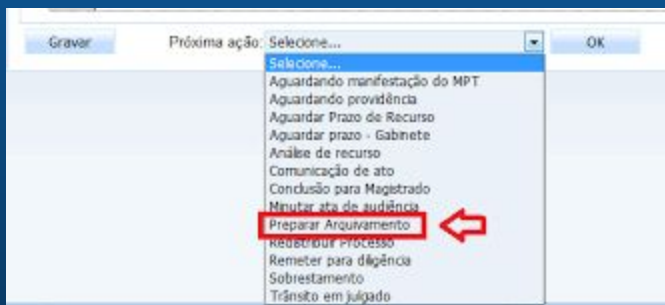 Gravar Próxima ação: Selecione... OK
Selecione...
Aguardando manifestação do MPT
Aguardando providência
Aguardar Prazo de Recurso
Aguardar prazo - Gabinete
Análise de recurso
Comunicação de ato
Conclusão para Magistrado
Minutar ata de audiência
Preparar Arquivamento
Redistribuir Processo
Remeter para diligência
Sobrestamento
Trânsito em julgado